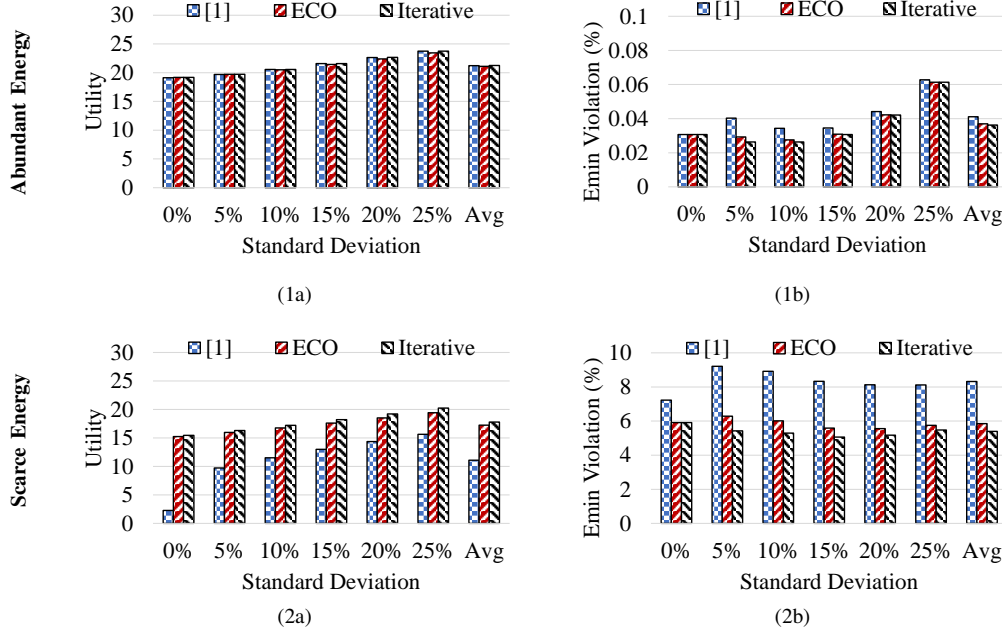 Abundant Energy
[1] ECO Iterative
Utility
30
25
20
15
10
5
0
0% 5% 10% 15% 20% 25% Avg
Standard Deviation
(1a)
[1] ECO Iterative
Emin Violation (%)
0.1
0.08
0.06
0.04
0.02
0
0% 5% 10% 15% 20% 25% Avg
Standard Deviation
(1b)
Scarce Energy
[1] ECO Iterative
Utility
30
25
20
15
10
5
0
0% 5% 10% 15% 20% 25% Avg
Standard Deviation
(2a)
[1] ECO Iterative
Emin Violation (%)
10
8
6
4
2
0
0% 5% 10% 15% 20% 25% Avg
Standard Deviation
(2b)